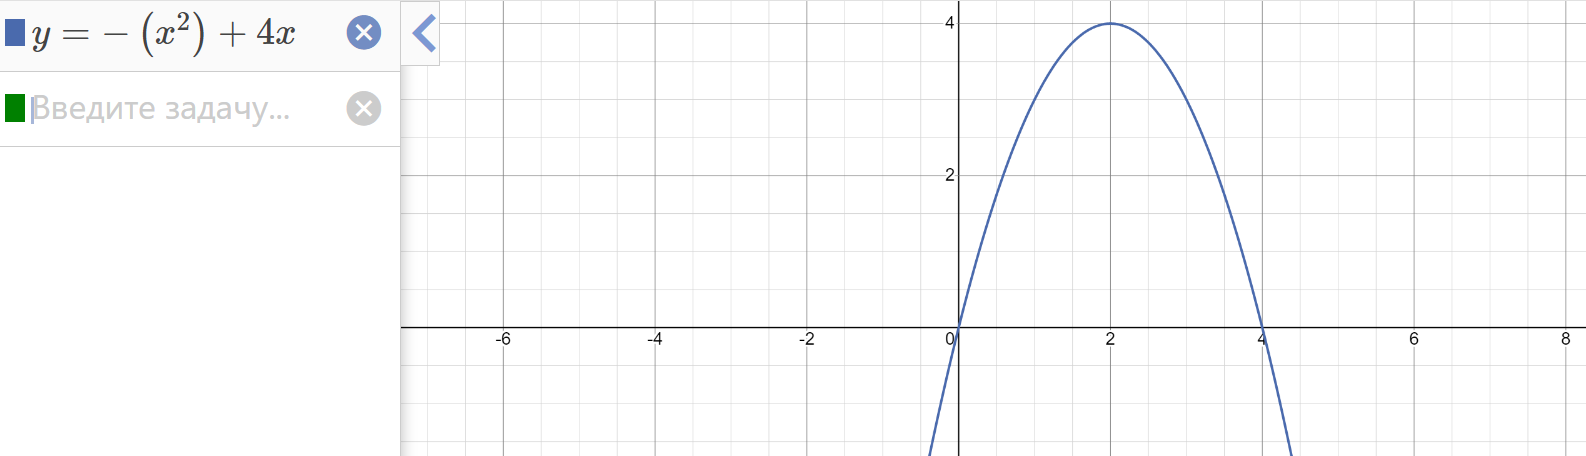 y = − (x²) + 4x
Введите задачу...
4
2
-6 -4 -2 0 2 4 6 8